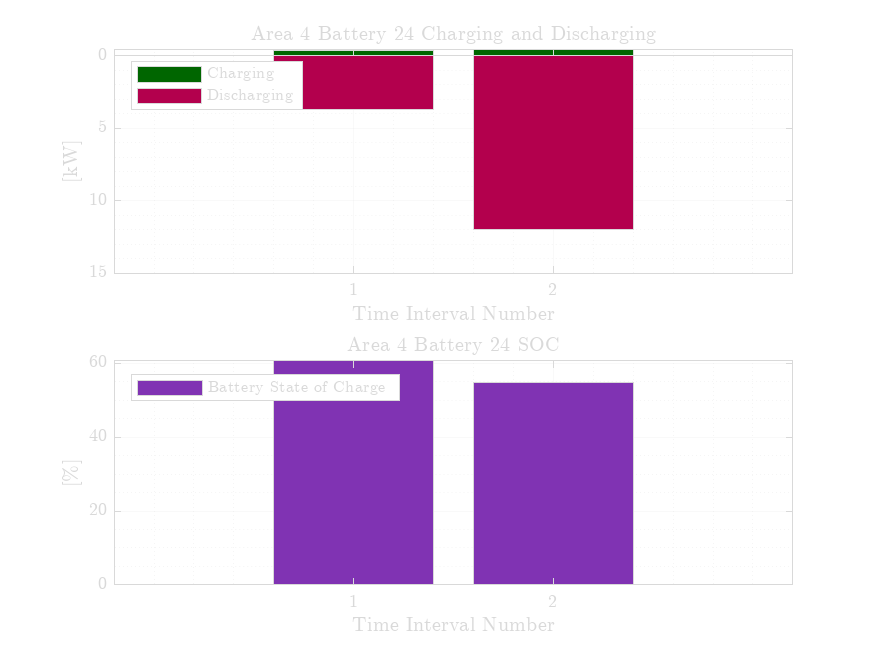 Area 4 Battery 24 Charging and Discharging
0
5
10
15
[kW]
Charging
Discharging
1 2
Time Interval Number
Area 4 Battery 24 SOC
60
40
20
0
[%]
Battery State of Charge
1 2
Time Interval Number